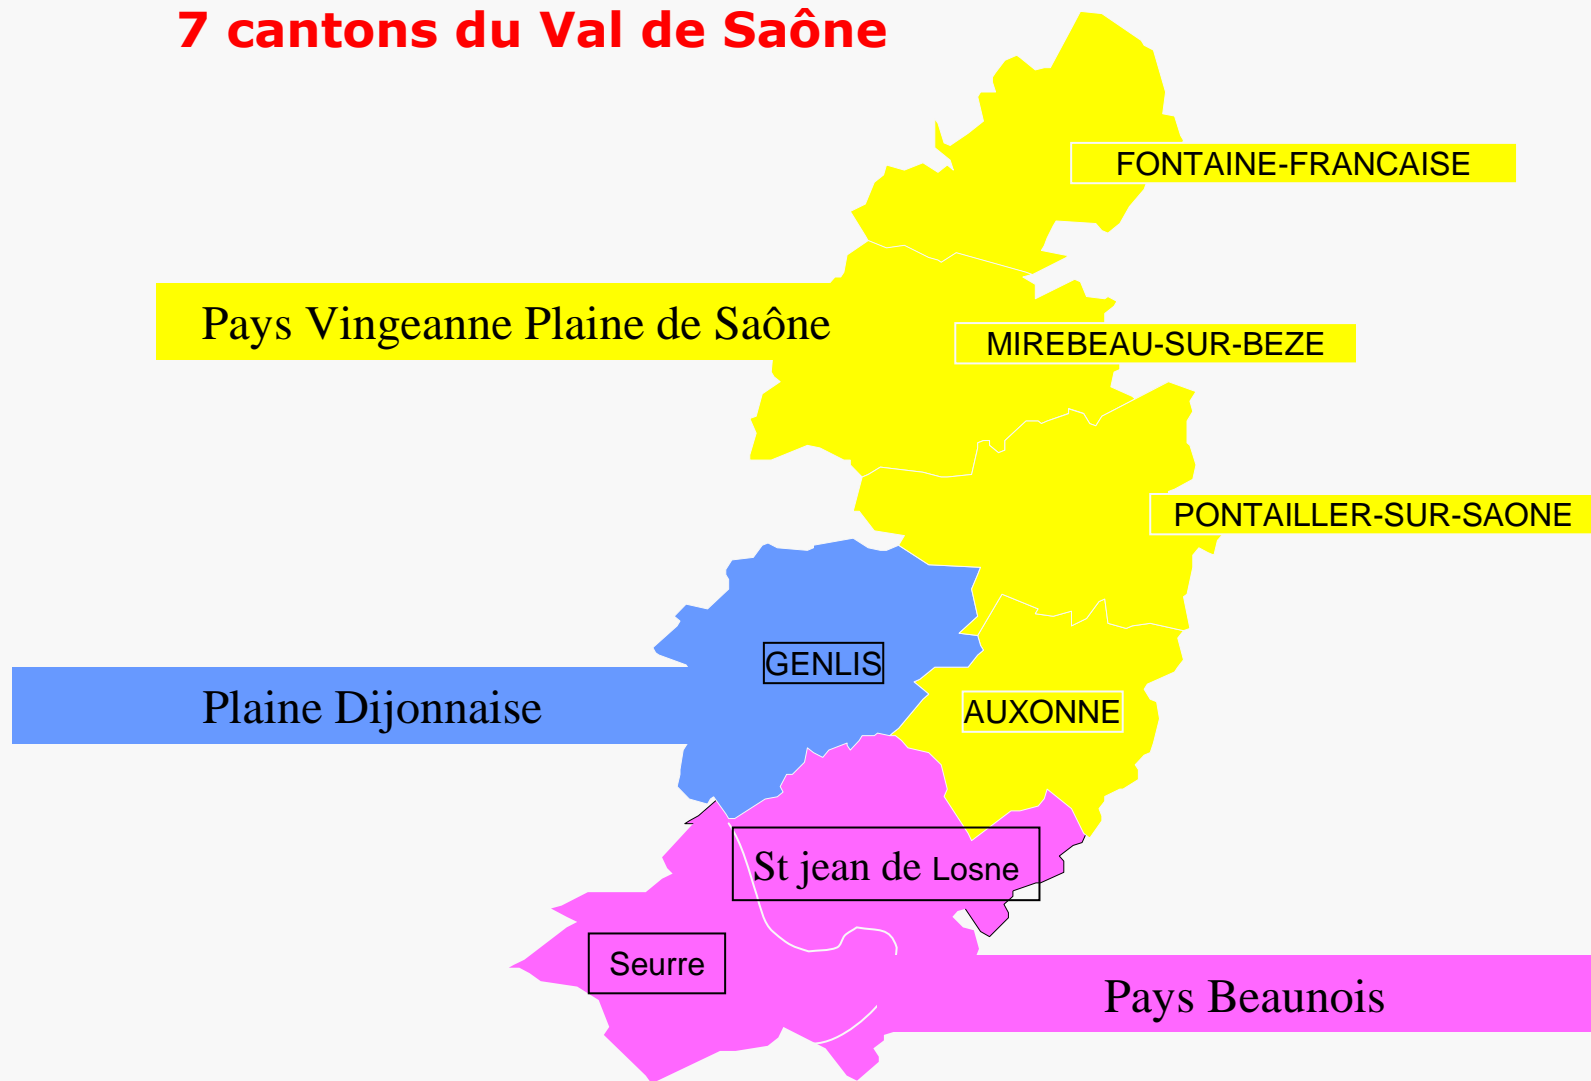 7 cantons du Val de Saône
FONTAINE-FRANCAISE
Pays Vingeanne Plaine de Saône
MIREBEAU-SUR-BEZE
PONTAILLER-SUR-SAONE
GENLIS
Plaine Dijonnaise
AUXONNE
St jean de Losne
Seurre
Pays Beaunois